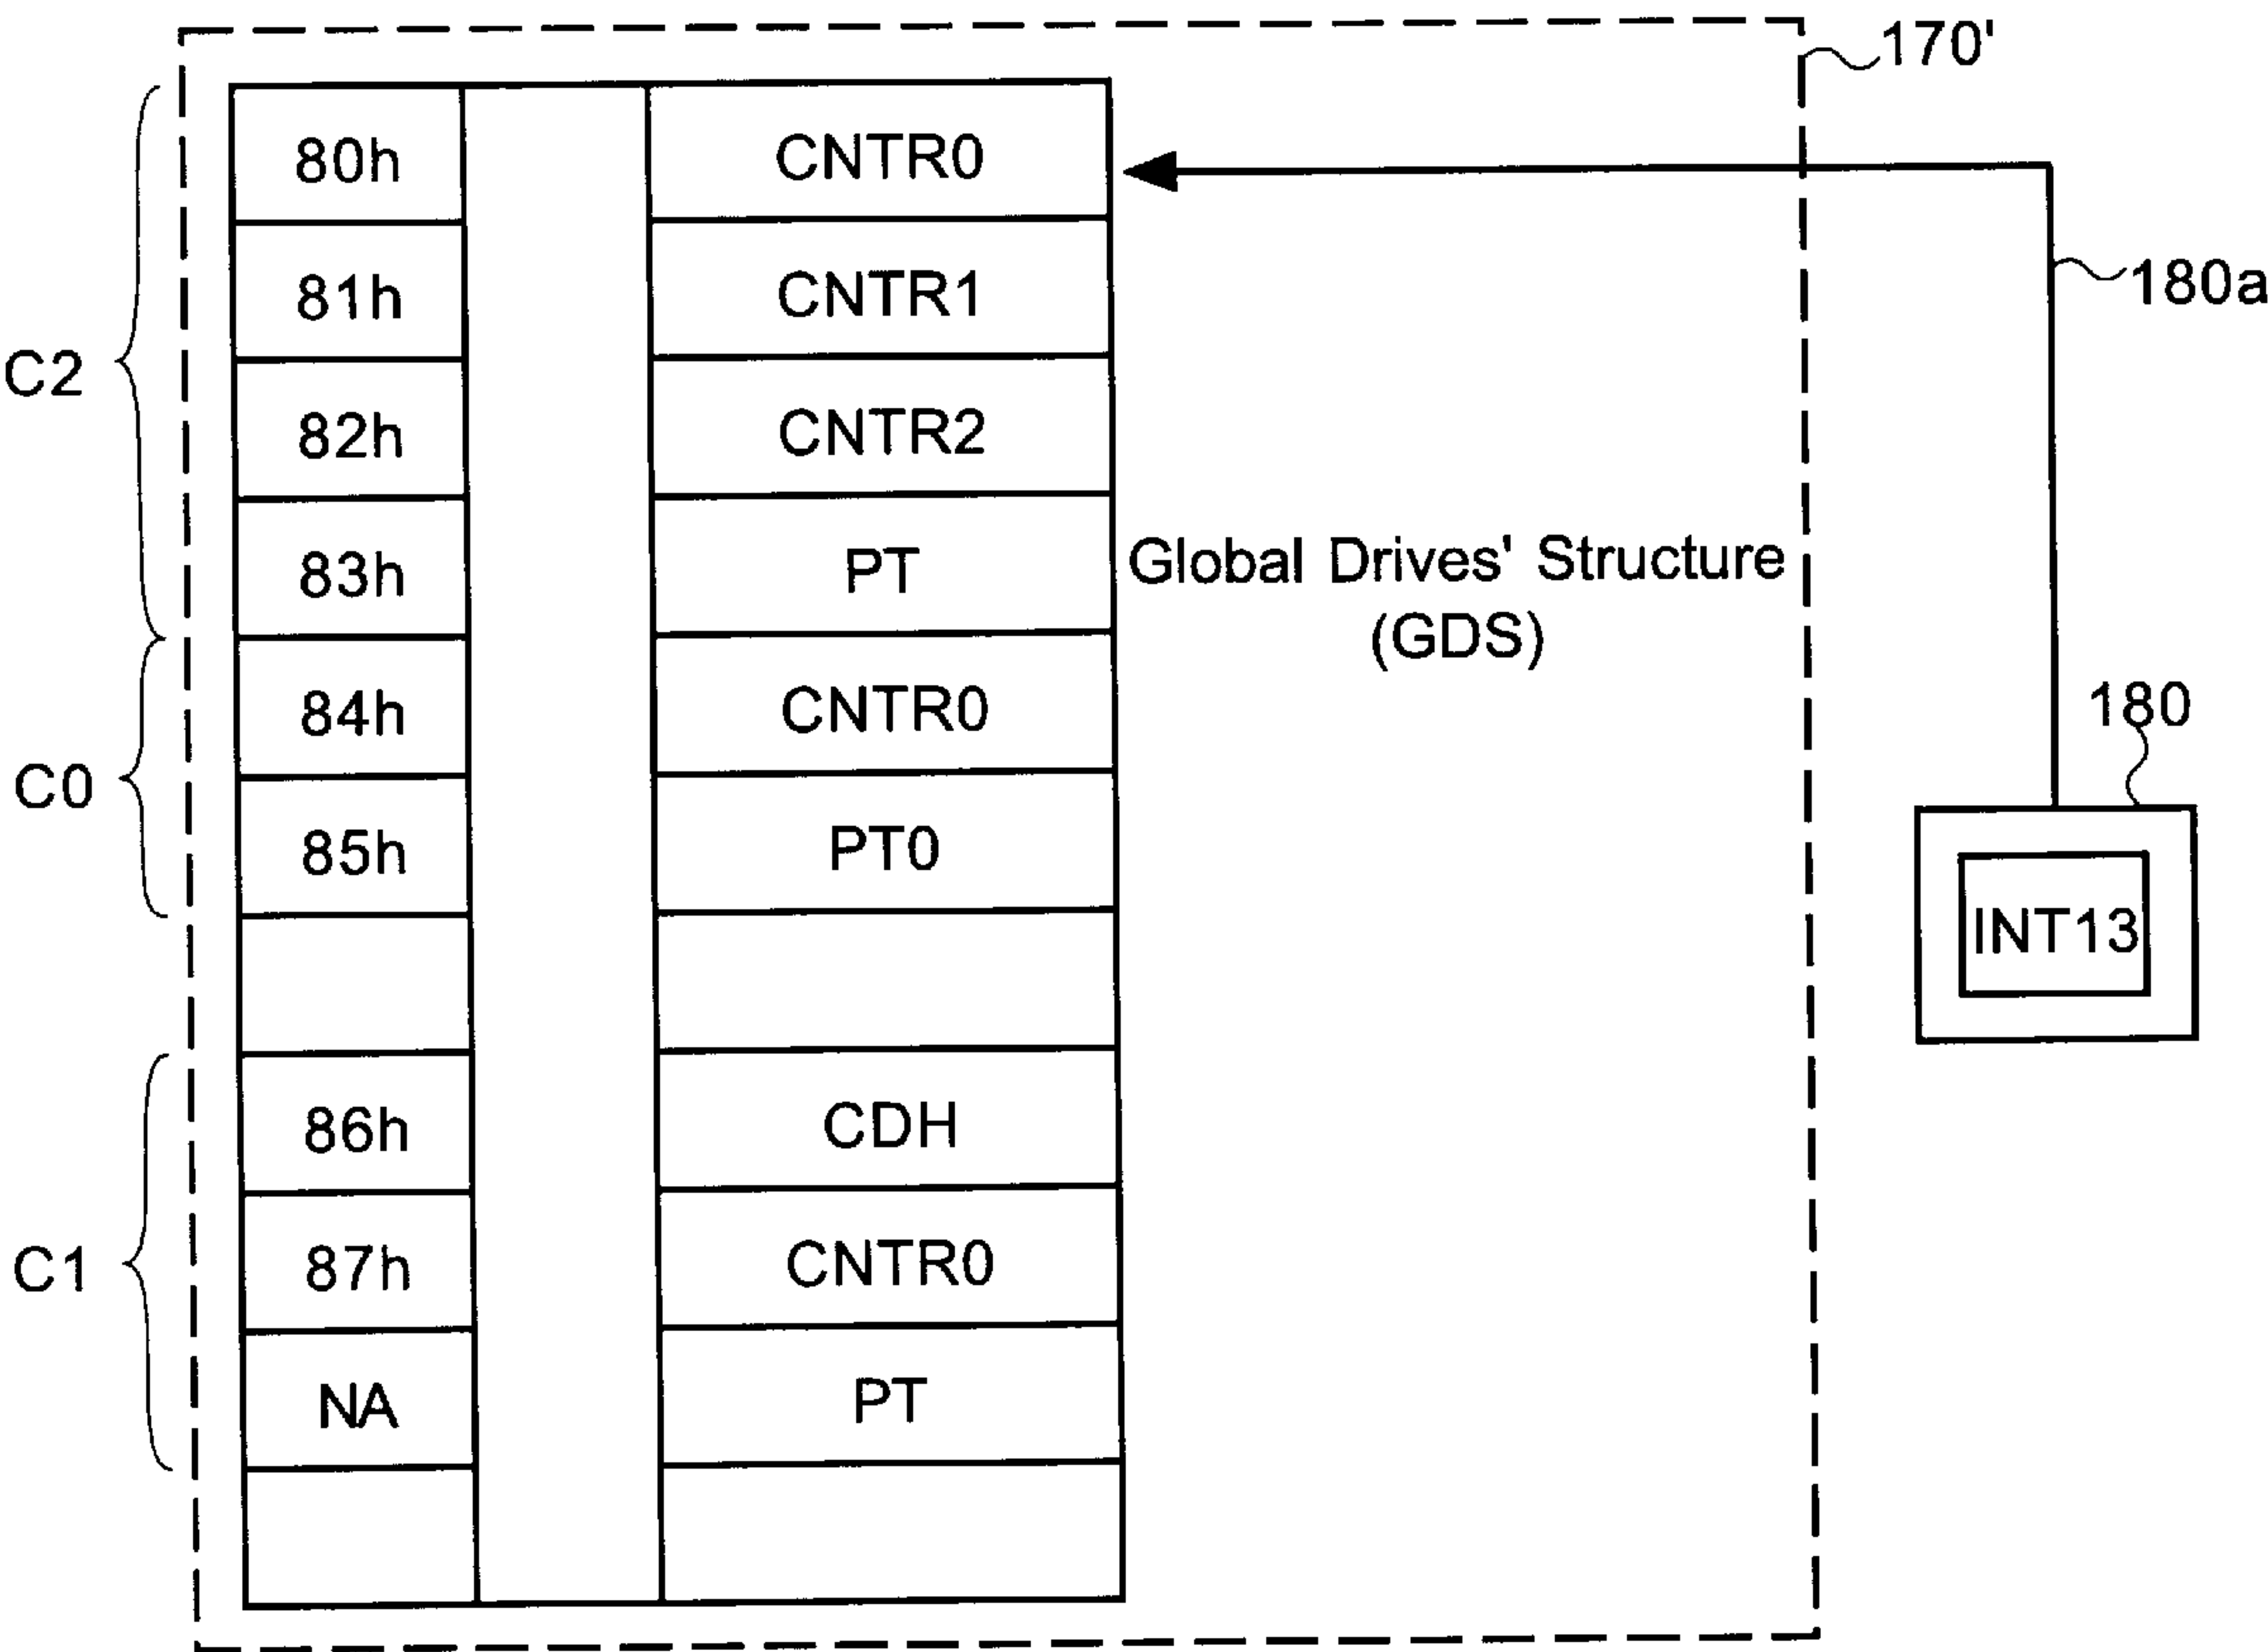 170'
80h CNTR0
180a
81h CNTR1
C2
82h CNTR2
83h PT
Global Drives' Structure
(GDS)
84h CNTR0
180
C0
85h PT0
INT13
86h CDH
C1
87h CNTR0
NA PT